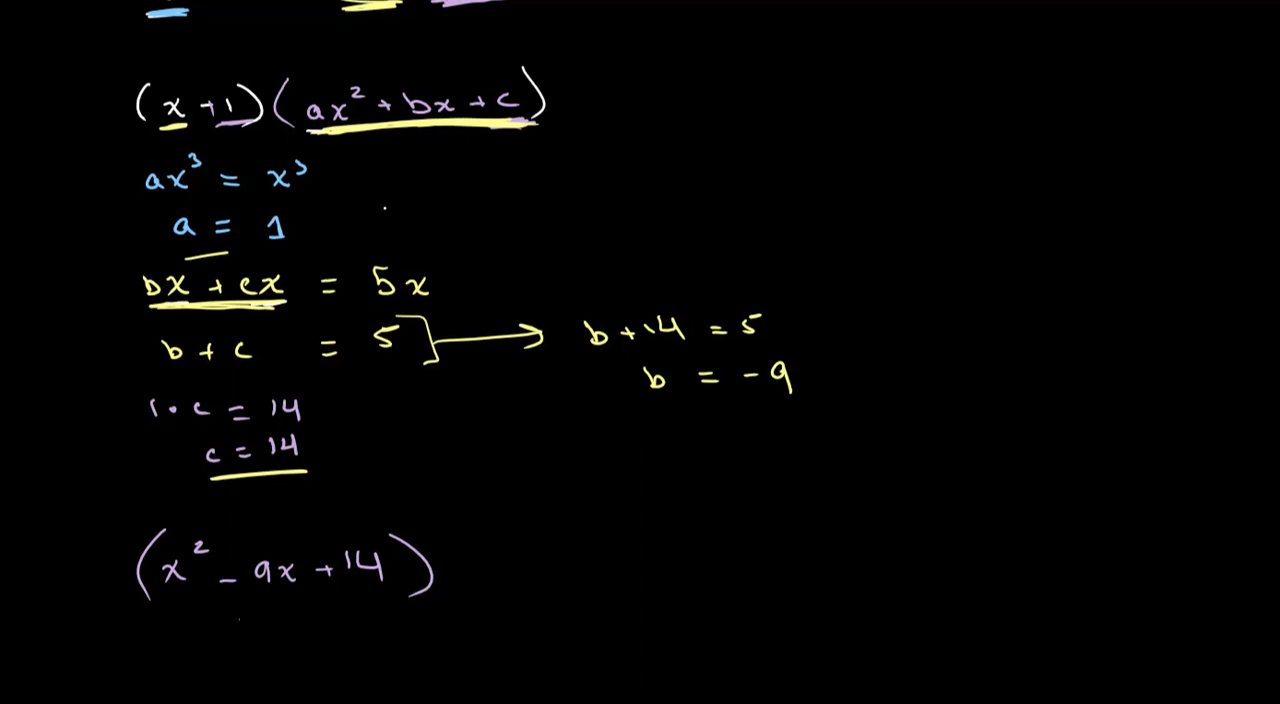 (x + 1)(ax² + bx + c)
ax³ = x³
a = 1
bx + cx = 5x
b + c = 5
b + 14 = 5
b = -9
1 · c = 14
c = 14
(x² - 9x + 14)